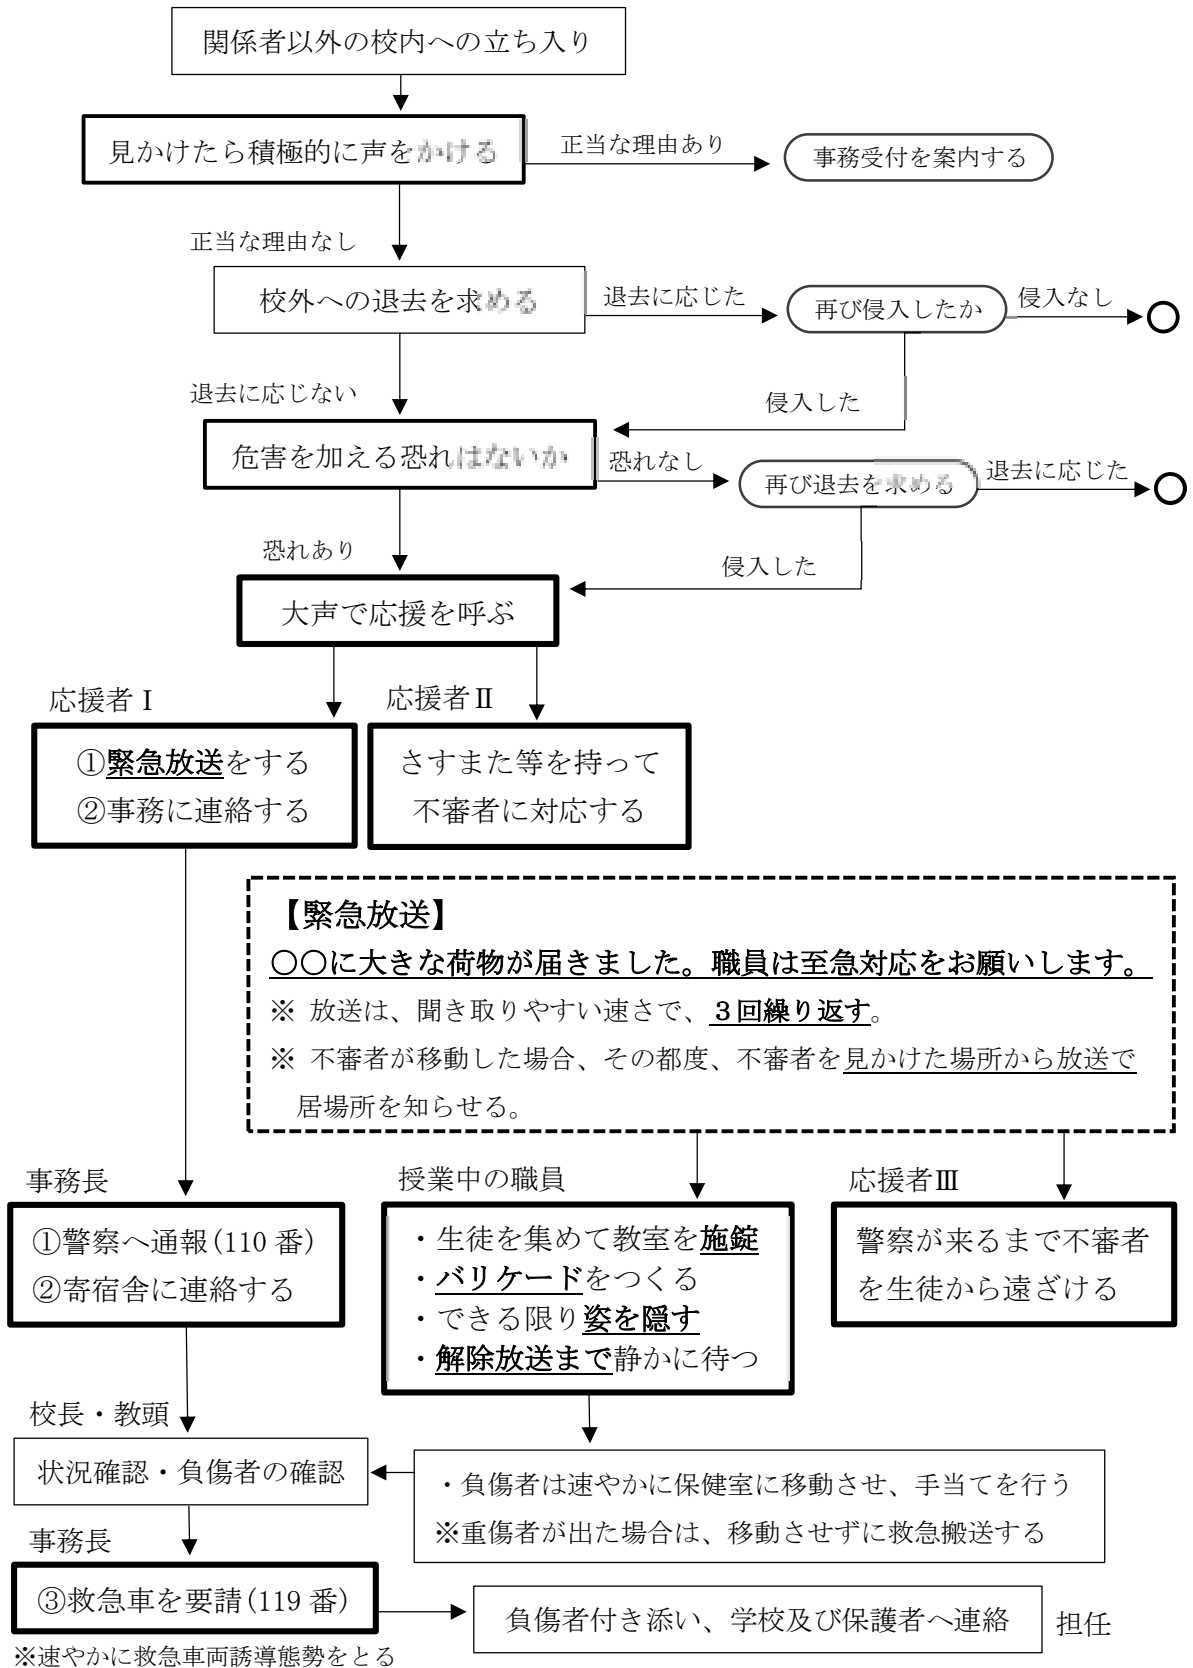 関係者以外の校内への立ち入り
見かけたら積極的に声をかける
正当な理由あり
事務受付を案内する
正当な理由なし
校外への退去を求める
退去に応じた
再び侵入したか
侵入なし
退去に応じない
侵入した
危害を加える恐れはないか
恐れなし
再び退去を求める
退去に応じた
恐れあり
侵入した
大声で応援を呼ぶ
応援者Ⅰ
応援者Ⅱ
①緊急放送をする
②事務に連絡する
さすまた等を持って
不審者に対応する
【緊急放送】
〇〇に大きな荷物が届きました。職員は至急対応をお願いします。
※ 放送は、聞き取りやすい速さで、３回繰り返す。
※ 不審者が移動した場合、その都度、不審者を見かけた場所から放送で
居場所を知らせる。
事務長
①警察へ通報(110 番)
②寄宿舎に連絡する
授業中の職員
・生徒を集めて教室を施錠
・バリケードをつくる
・できる限り姿を隠す
・解除放送まで静かに待つ
応援者Ⅲ
警察が来るまで不審者
を生徒から遠ざける
校長・教頭
状況確認・負傷者の確認
・負傷者は速やかに保健室に移動させ、手当てを行う
※重傷者が出た場合は、移動させずに救急搬送する
事務長
③救急車を要請(119 番)
※速やかに救急車両誘導態勢をとる
負傷者付き添い、学校及び保護者へ連絡
担任